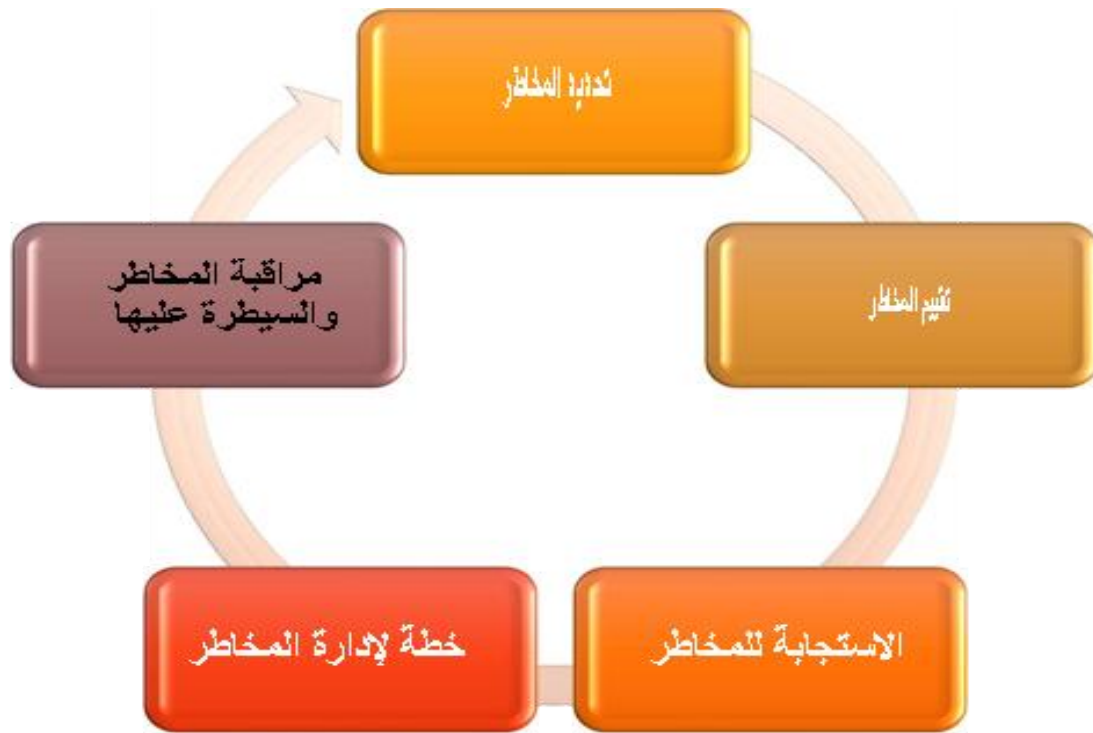 تحديد المخاطر
تقييم المخاطر
الاستجابة للمخاطر
خطة لإدارة المخاطر
مراقبة المخاطر
والسيطرة عليها